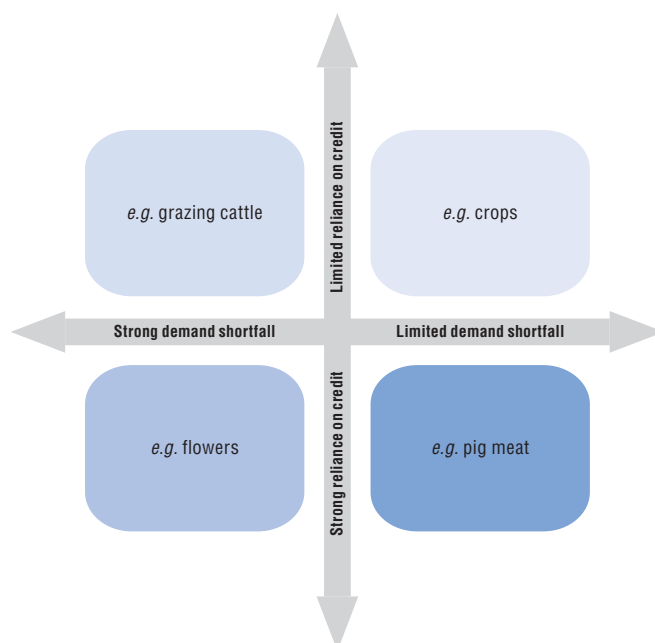 Limited reliance on credit
e.g. grazing cattle
e.g. crops
Strong demand shortfall
Limited demand shortfall
Strong reliance on credit
e.g. flowers
e.g. pig meat